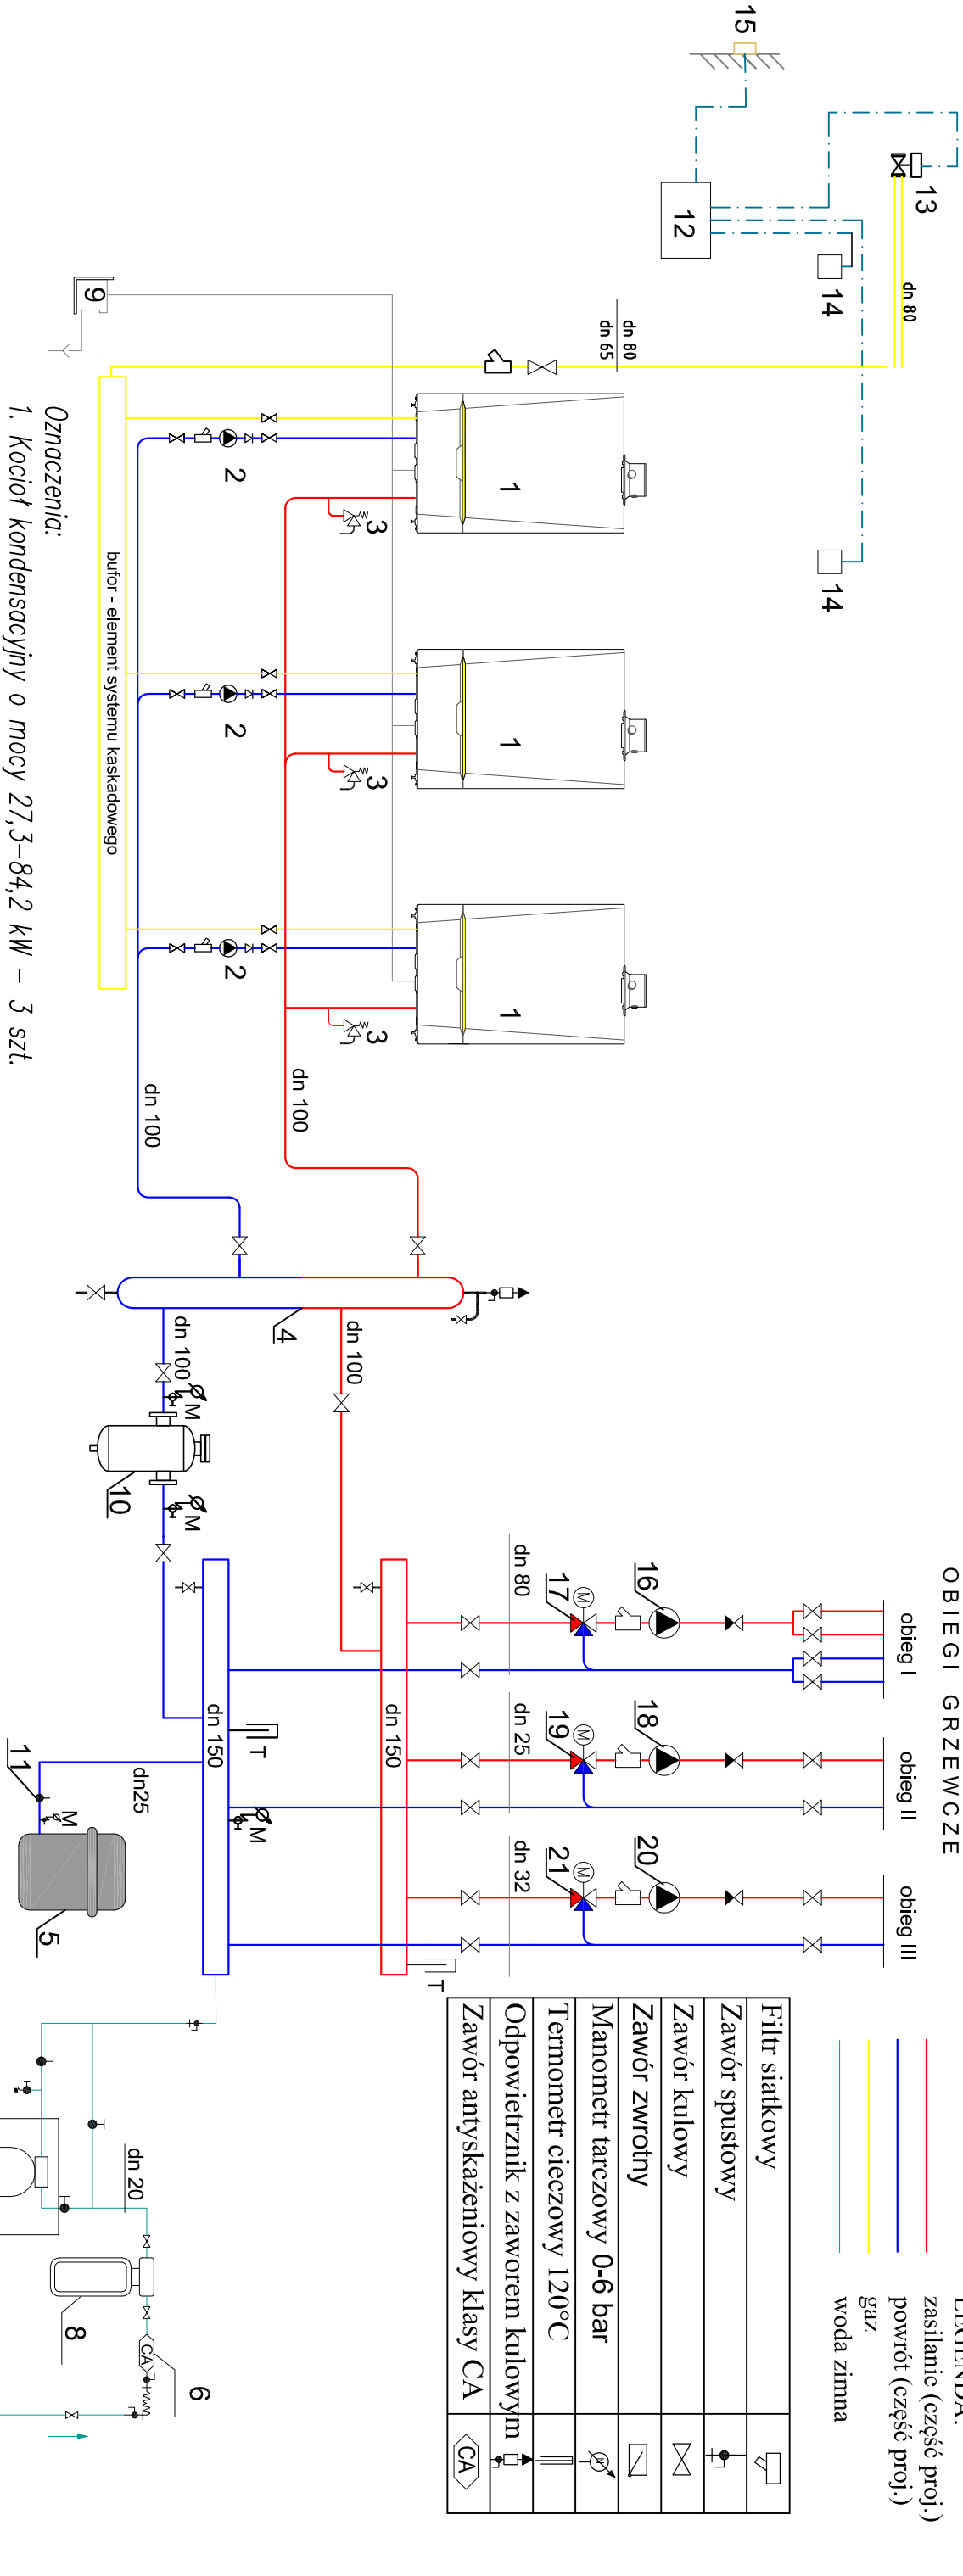 OBIEGI GRZEWCZE
obieg I
obieg II
obieg III
LEGENDA:
zasilanie (część proj.)
powrót (część proj.)
gaz
woda zimna
15
13
12
14
14
dn 80
dn 80
dn 65
9
1
1
1
2
2
2
3
3
3
bufor - element systemu kaskadowego
dn 100
dn 100
4
dn 100
dn 100
M
M
10
16
17
M
dn 80
18
19
M
dn 25
20
21
M
dn 32
dn 150
dn 150
T
T
M
11
dn25
M
5
dn 20
8
CA
6
Filtr siatkowy
Zawór spustowy
Zawór kulowy
Zawór zwrotny
Manometr tarczowy 0-6 bar
Termometr cieczowy 120°C
Odpowietrznik z zaworem kulowym
Zawór antyskażeniowy klasy CA
CA
Oznaczenia:
1. Kocioł kondensacyjny o mocy 27,3-84,2 kW - 3 szt.